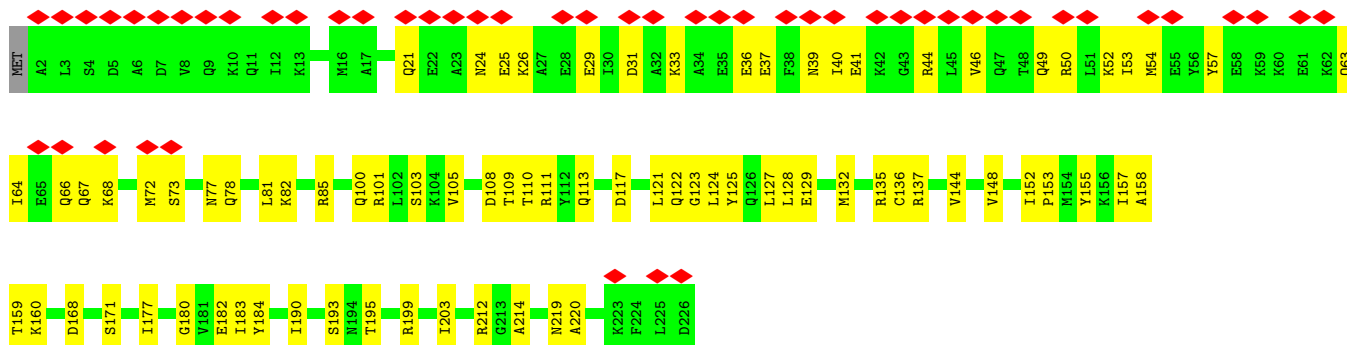 MET A2 L3 S4 D5 A6 D7 V8 Q9 K10 Q11 I12 K13 M16 A17 Q21 E22 A23 N24 E25 K26 A27 E28 E29 I30 D31 A32 K33 A34 E35 E36 E37 F38 N39 I40 E41 K42 G43 R44 L45 V46 Q47 T48 Q49 R50 L51 K52 I53 M54 E55 Y56 Y57 E58 K59 K60 E61 K62 Q63
I64 E65 Q66 Q67 K68 M72 S73 N77 Q78 L81 K82 R85 Q100 R101 L102 S103 K104 V105 D108 T109 T110 R111 Y112 Q113 D117 L121 Q122 G123 L124 Y125 Q126 L127 L128 E129 M132 R135 C136 R137 V144 V148 I152 P153 M154 Y155 K156 I157 A158
T159 K160 D168 S171 I177 G180 V181 E182 I183 Y184 I190 S193 N194 T195 R199 I203 R212 G213 A214 N219 A220 K223 F224 L225 D226